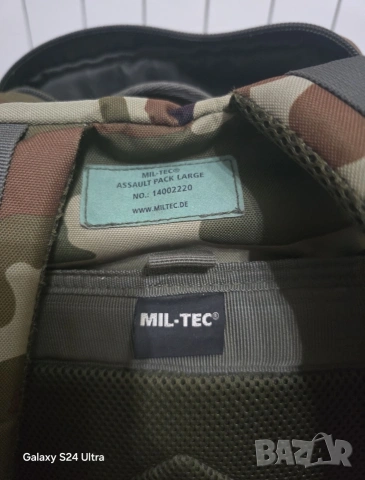 MIL-TEC®
ASSAULT PACK LARGE
NO.: 14002220
WWW.MILTEC.DE
MIL-TEC®
Galaxy S24 Ultra
BAZAR